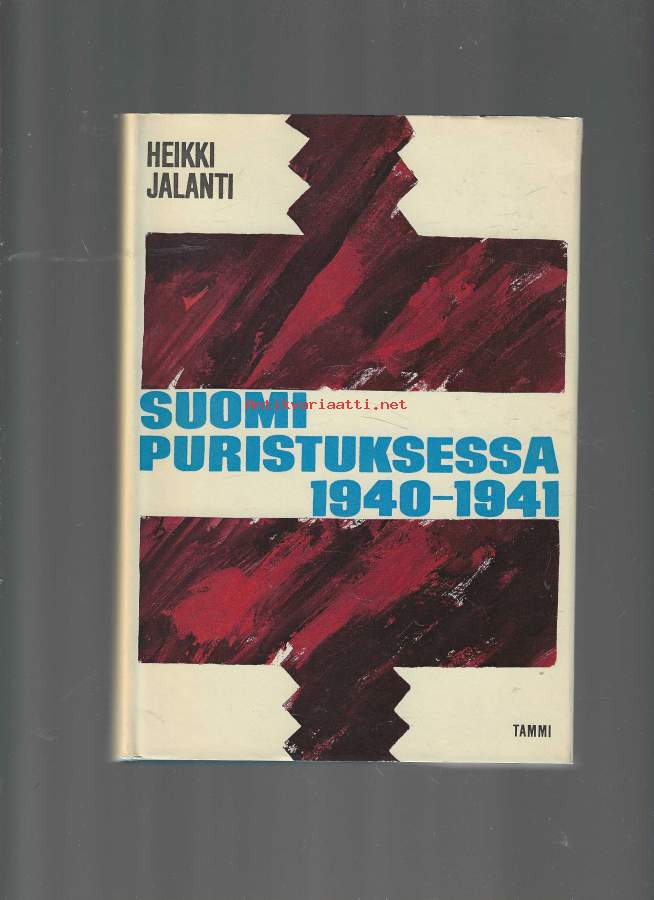 HEIKKI
JALANTI
SUOMI
Antikvariaatti.net
PURISTUKSESSA
1940-1941
TAMMI